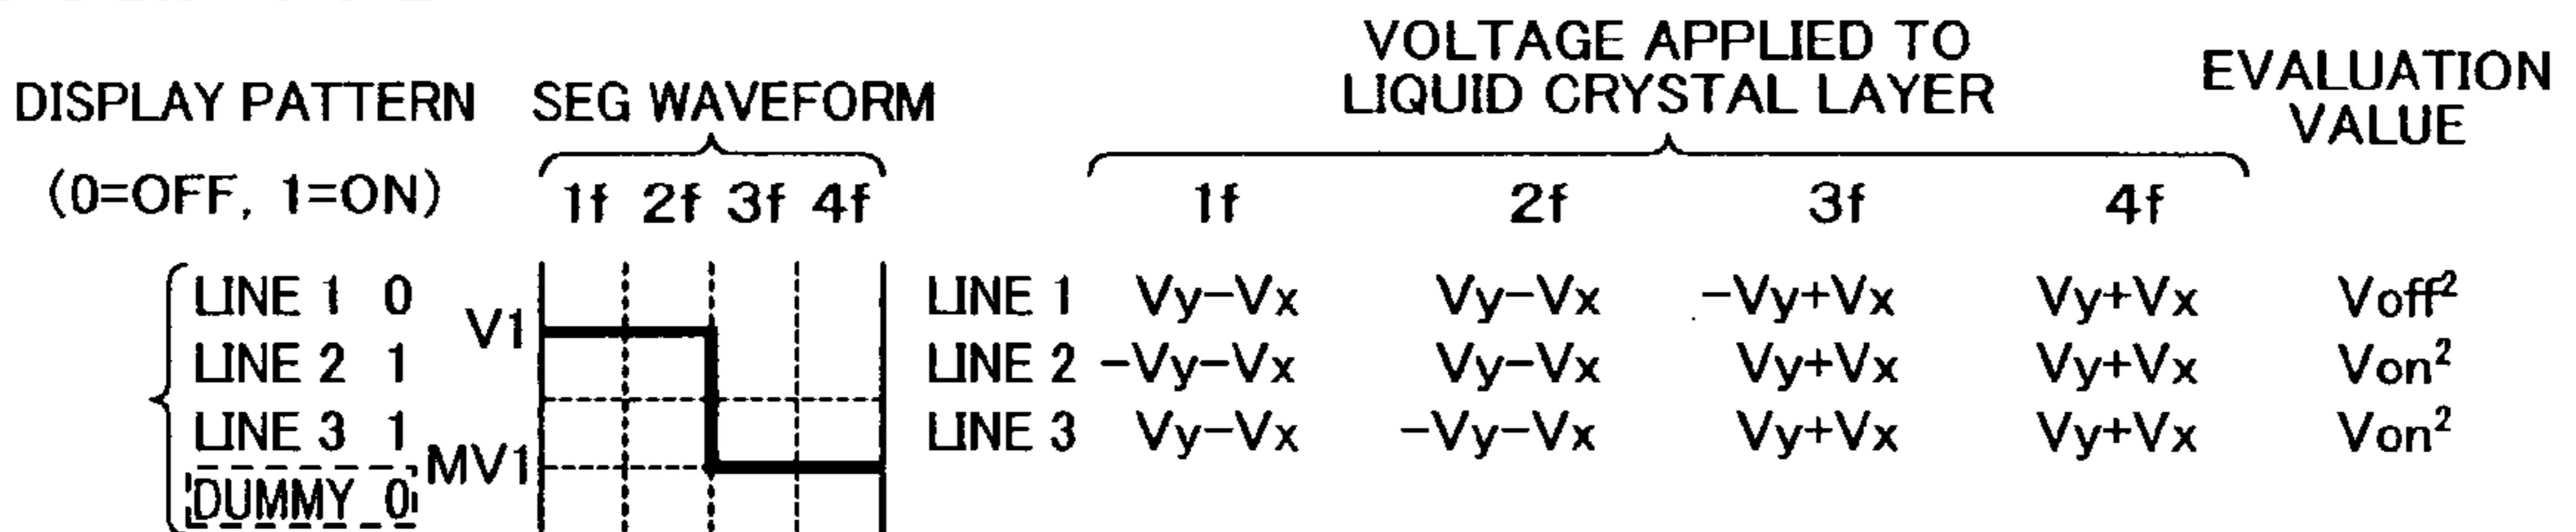 DISPLAY PATTERN SEG WAVEFORM VOLTAGE APPLIED TO LIQUID CRYSTAL LAYER EVALUATION VALUE
(0=OFF, 1=ON) 1f 2f 3f 4f 1f 2f 3f 4f
LINE 1 0 V1 LINE 1 Vy-Vx Vy-Vx -Vy+Vx Vy+Vx Voff²
LINE 2 1 LINE 2 -Vy-Vx Vy-Vx Vy+Vx Vy+Vx Von²
LINE 3 1 MV1 LINE 3 Vy-Vx -Vy-Vx Vy+Vx Vy+Vx Von²
DUMMY 0